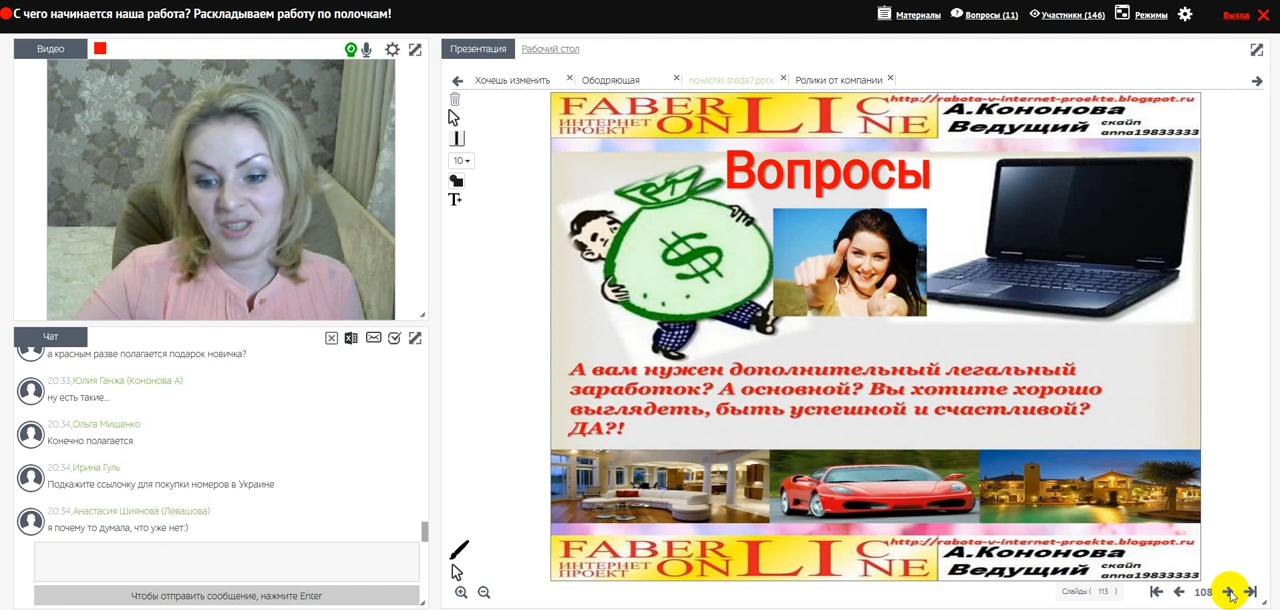 С чего начинается наша работа? Раскладываем работу по полочкам!
Материалы
Вопросы (11)
Участники (146)
Режимы
Выход
Видео
Чат
а красным разве полагается подарок новичка?
20:33, Юлия Ганжа (Кононова А)
ну есть такие...
20:34, Ольга Мищенко
Конечно полагается
20:34, Ирина Гуль
Подкажите ссылочку для покупки номеров в Украине
20:34, Анастасия Шиянова (Левашова)
я почему то думала, что уже нет:)
Чтобы отправить сообщение, нажмите Enter
Презентация
Рабочий стол
Хочешь изменить
Ободряющая
nowichki sreda7.pptx
Ролики от компании
10
T+
FABERLIC
ONLINE
ИНТЕРНЕТ
ПРОЕКТ
http://rabota-v-internet-proekte.blogspot.ru
А.Кононова
Ведущий
скайп
anna19833333
Вопросы
$
А вам нужен дополнительный легальный
заработок? А основной? Вы хотите хорошо
выглядеть, быть успешной и счастливой?
ДА?!
FABERLIC
ONLINE
ИНТЕРНЕТ
ПРОЕКТ
http://rabota-v-internet-proekte.blogspot.ru
А.Кононова
Ведущий
скайп
anna19833333
Слайды ( 113 )
108